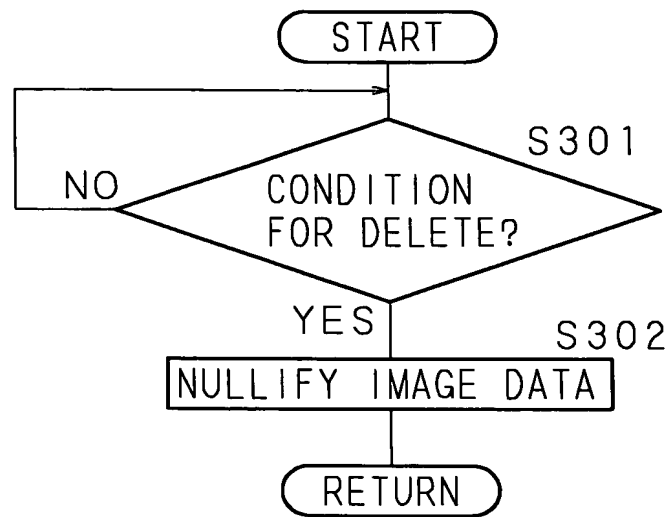 START
S301
NO
CONDITION
FOR DELETE?
YES
S302
NULLIFY IMAGE DATA
RETURN